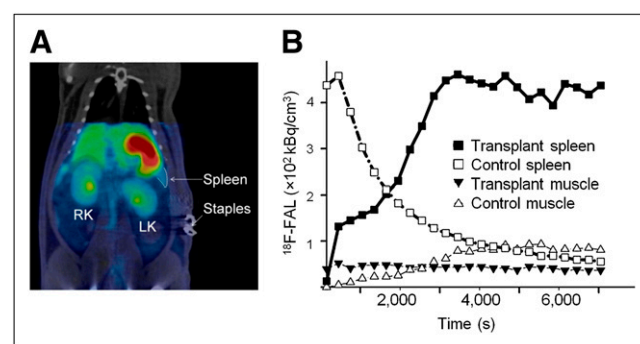 A
Spleen
Staples
RK
LK
B
¹⁸F-FAL (×10² kBq/cm³)
4
3
2
1
Transplant spleen
Control spleen
Transplant muscle
Control muscle
2,000
4,000
6,000
Time (s)